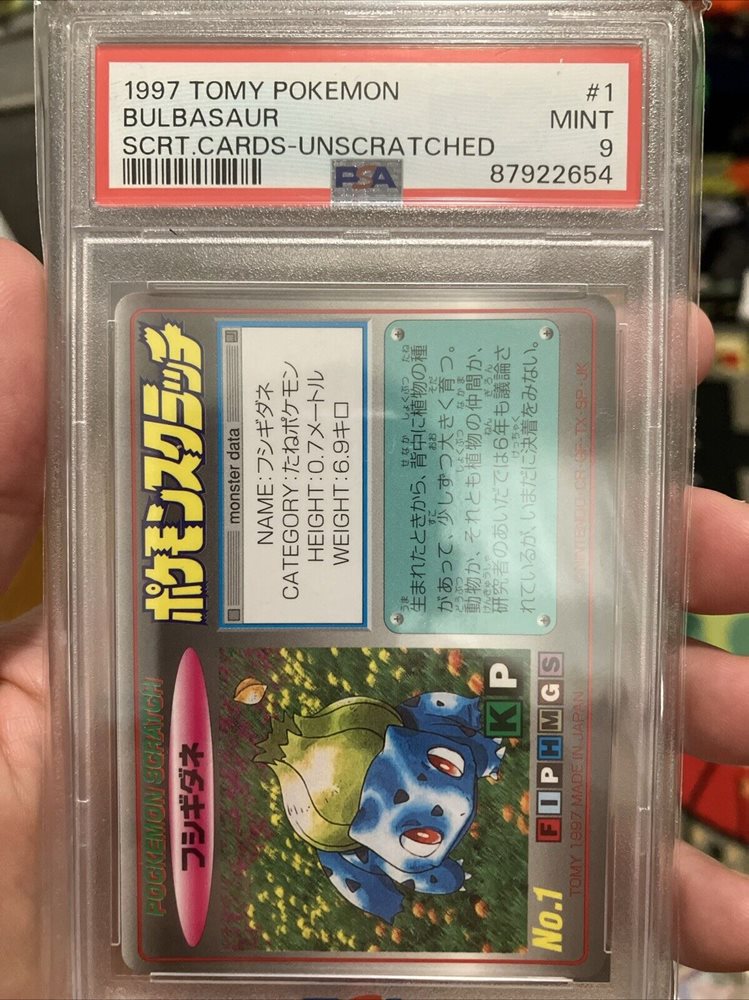 1997 TOMY POKEMON #1
BULBASAUR MINT
SCRT.CARDS-UNSCRATCHED 9
PSA 87922654
ポケモンスクラッチ
POCKEMON SCRATCH
フシギダネ
monster data
NAME:フシギダネ
CATEGORY:たねポケモン
HEIGHT:0.7メートル
WEIGHT:6.9キロ
生まれたときから、背中に植物の種
があって、少しずつ大きく育つ。
動物か、それとも植物の仲間か、
研究者のあいだでは6年も議論さ
れているが、いまだに決着をみない。
KP
No.1
F I P H M G S
TOMY 1997 MADE IN JAPAN